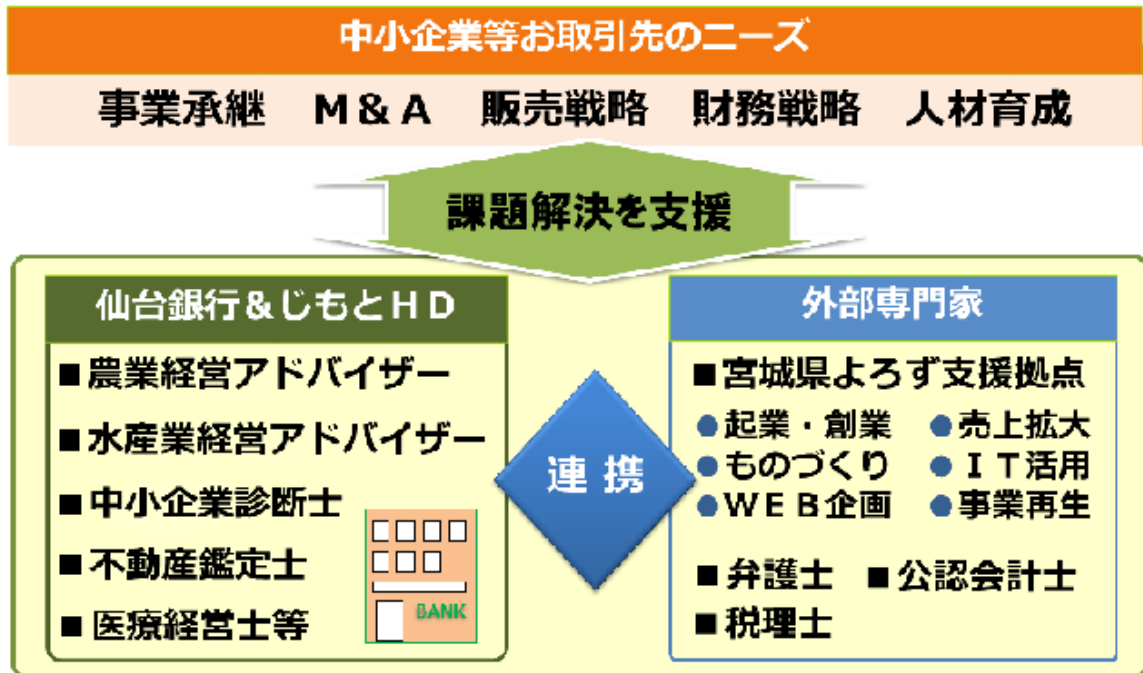 中小企業等お取引先のニーズ
事業承継 M&A 販売戦略 財務戦略 人材育成
課題解決を支援
仙台銀行&じもとHD
■農業経営アドバイザー
■水産業経営アドバイザー
■中小企業診断士
■不動産鑑定士
■医療経営士等
BANK
連携
外部専門家
■宮城県よろず支援拠点
●起業・創業 ●売上拡大
●ものづくり ●IT活用
●WEB企画 ●事業再生
■弁護士 ■公認会計士
■税理士